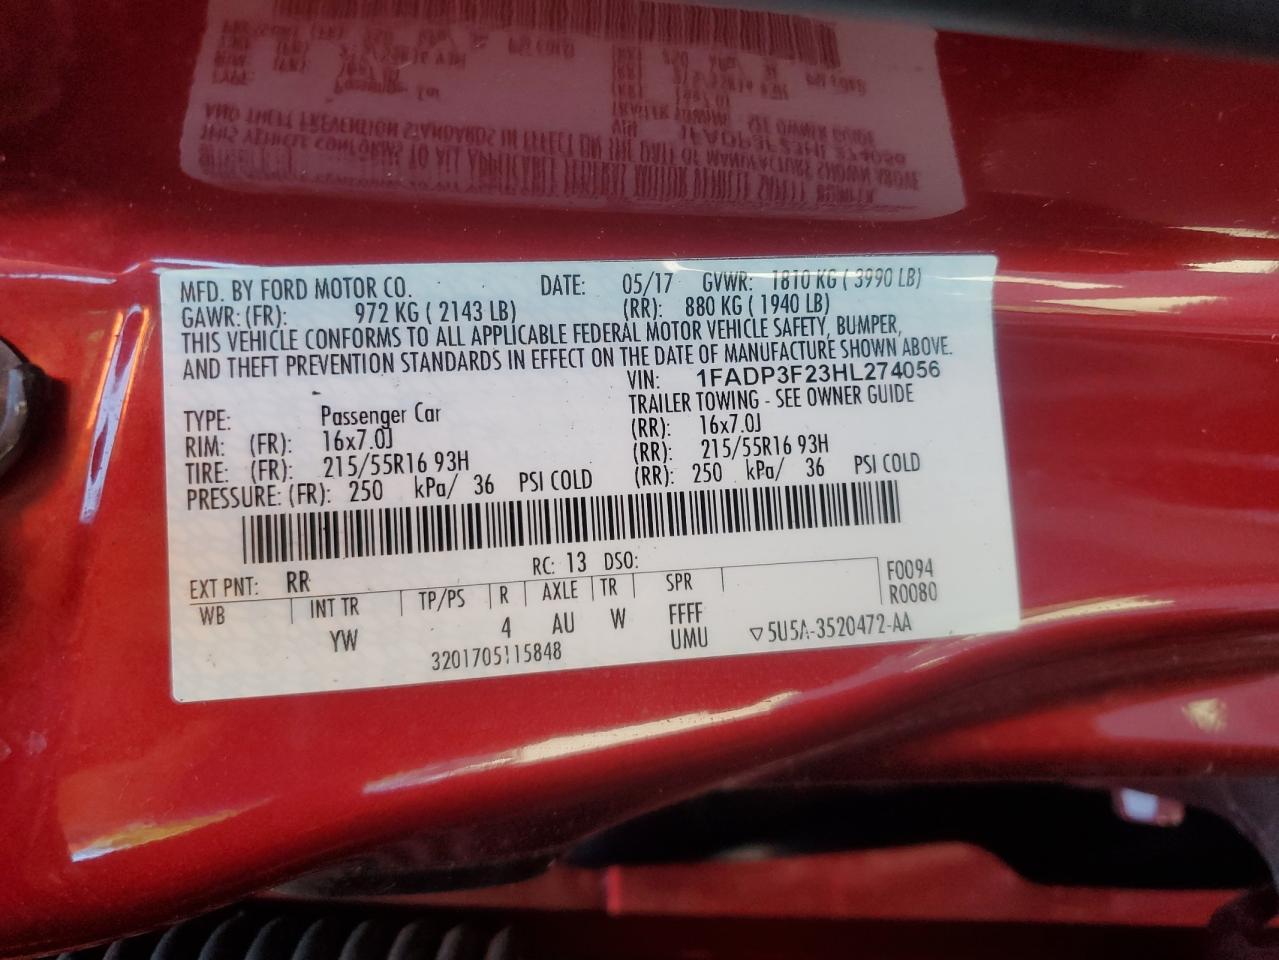 MFD. BY FORD MOTOR CO. DATE: 05/17 GVWR: 1810 KG ( 3990 LB)
GAWR: (FR): 972 KG ( 2143 LB) (RR): 880 KG ( 1940 LB)
THIS VEHICLE CONFORMS TO ALL APPLICABLE FEDERAL MOTOR VEHICLE SAFETY, BUMPER,
AND THEFT PREVENTION STANDARDS IN EFFECT ON THE DATE OF MANUFACTURE SHOWN ABOVE.
VIN: 1FADP3F23HL274056
TYPE: Passenger Car TRAILER TOWING - SEE OWNER GUIDE
RIM: (FR): 16x7.0J (RR): 16x7.0J
TIRE: (FR): 215/55R16 93H (RR): 215/55R16 93H
PRESSURE: (FR): 250 kPa/ 36 PSI COLD (RR): 250 kPa/ 36 PSI COLD
RC: 13 DSO:
EXT PNT: RR F0094
WB INT TR TP/PS R AXLE TR SPR R0080
YW 4 AU W FFFF
3201705115848 UMU ▽5U5A-3520472-AA